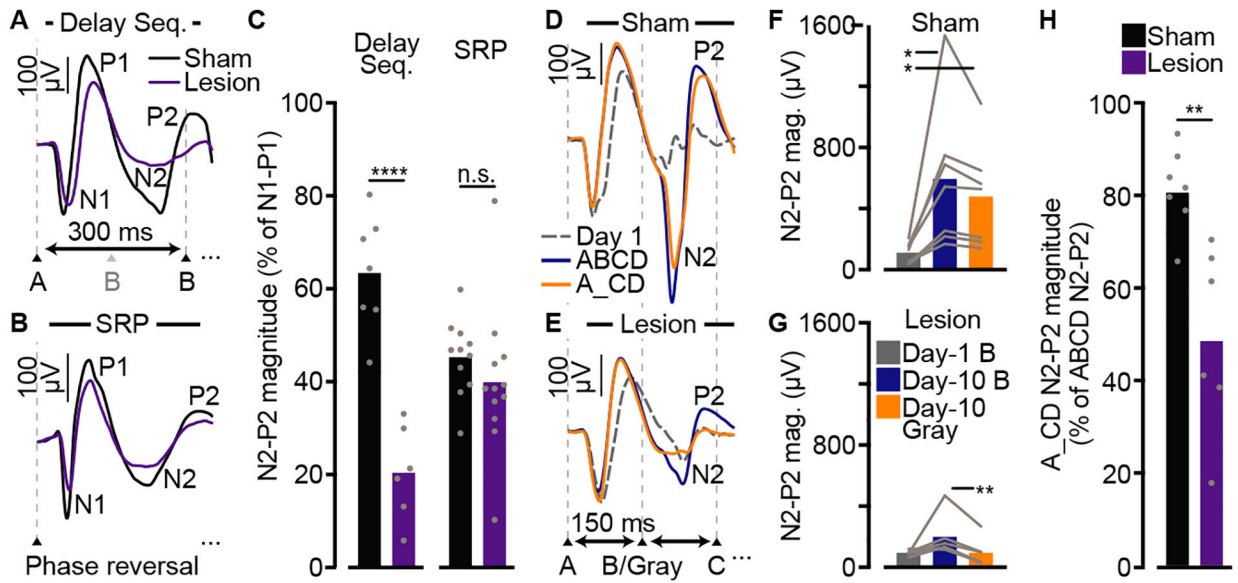 A
Delay Seq.
P1
Sham
Lesion
100
µV
P2
N1
N2
300 ms
A
B
B
...
B
SRP
100
µV
P1
P2
N2
N1
...
Phase reversal
C
Delay
Seq.
SRP
N2-P2 magnitude (% of N1-P1)
100
80
60
40
20
0
****
n.s.
D
Sham
100
µV
P2
Day 1
ABCD
A_CD
N2
E
Lesion
100
µV
P2
N2
150 ms
A
B/Gray
C
...
F
Sham
N2-P2 mag. (µV)
1600
800
400
0
*
*
G
Lesion
N2-P2 mag. (µV)
1600
800
400
0
Day-1 B
Day-10 B
Day-10
Gray
**
H
Sham
Lesion
A_CD N2-P2 magnitude
(% of ABCD N2-P2)
100
80
60
40
20
0
**